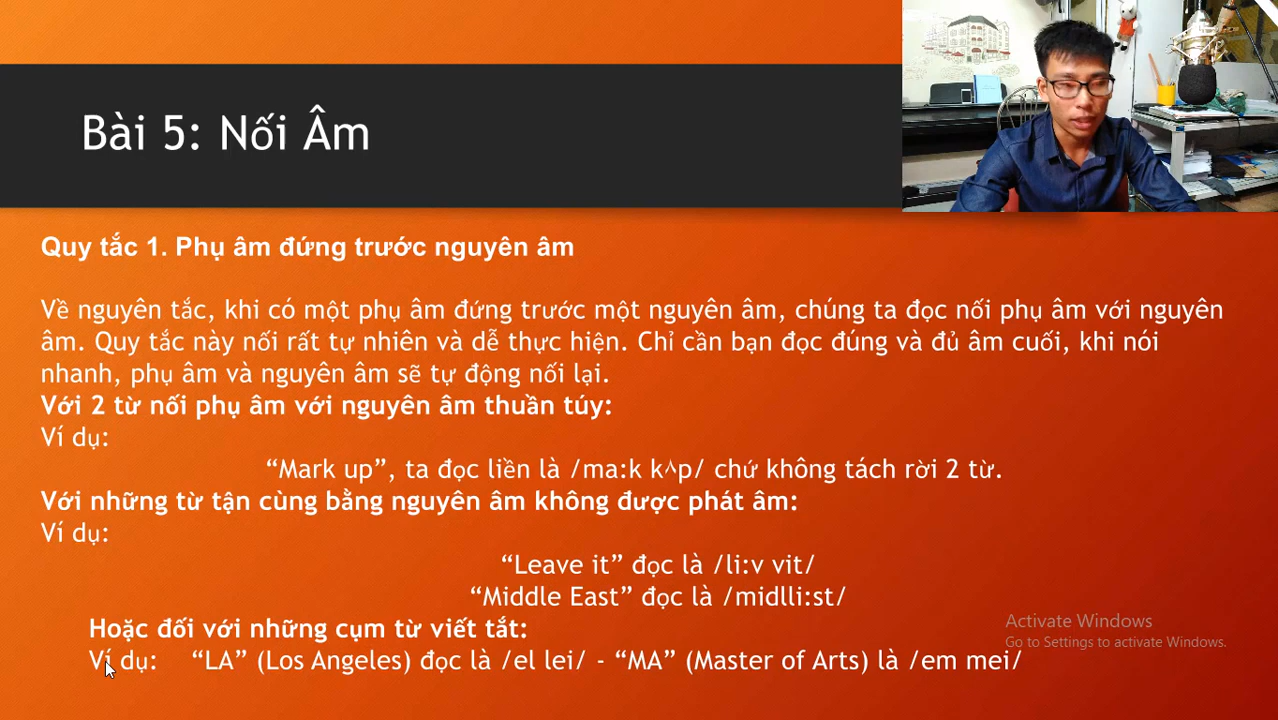 Bài 5: Nối Âm
Quy tắc 1. Phụ âm đứng trước nguyên âm
Về nguyên tắc, khi có một phụ âm đứng trước một nguyên âm, chúng ta đọc nối phụ âm với nguyên
âm. Quy tắc này nối rất tự nhiên và dễ thực hiện. Chỉ cần bạn đọc đúng và đủ âm cuối, khi nói
nhanh, phụ âm và nguyên âm sẽ tự động nối lại.
Với 2 từ nối phụ âm với nguyên âm thuần túy:
Ví dụ:
“Mark up”, ta đọc liền là /ma:k k˄p/ chứ không tách rời 2 từ.
Với những từ tận cùng bằng nguyên âm không được phát âm:
Ví dụ:
“Leave it” đọc là /li:v vit/
“Middle East” đọc là /midlli:st/
Hoặc đối với những cụm từ viết tắt:
Ví dụ: “LA” (Los Angeles) đọc là /el lei/ - “MA” (Master of Arts) là /em mei/
Activate Windows
Go to Settings to activate Windows.